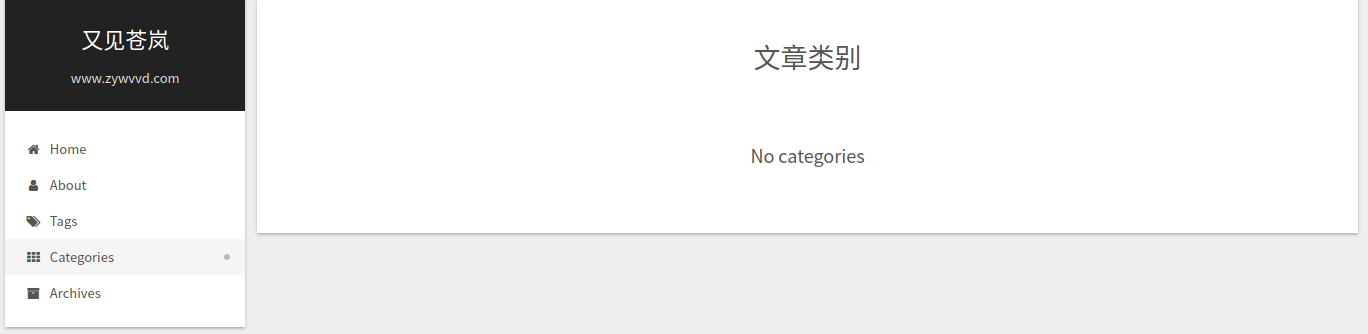 又见苍岚
www.zywvvd.com
Home
About
Tags
Categories
Archives
文章类别
No categories